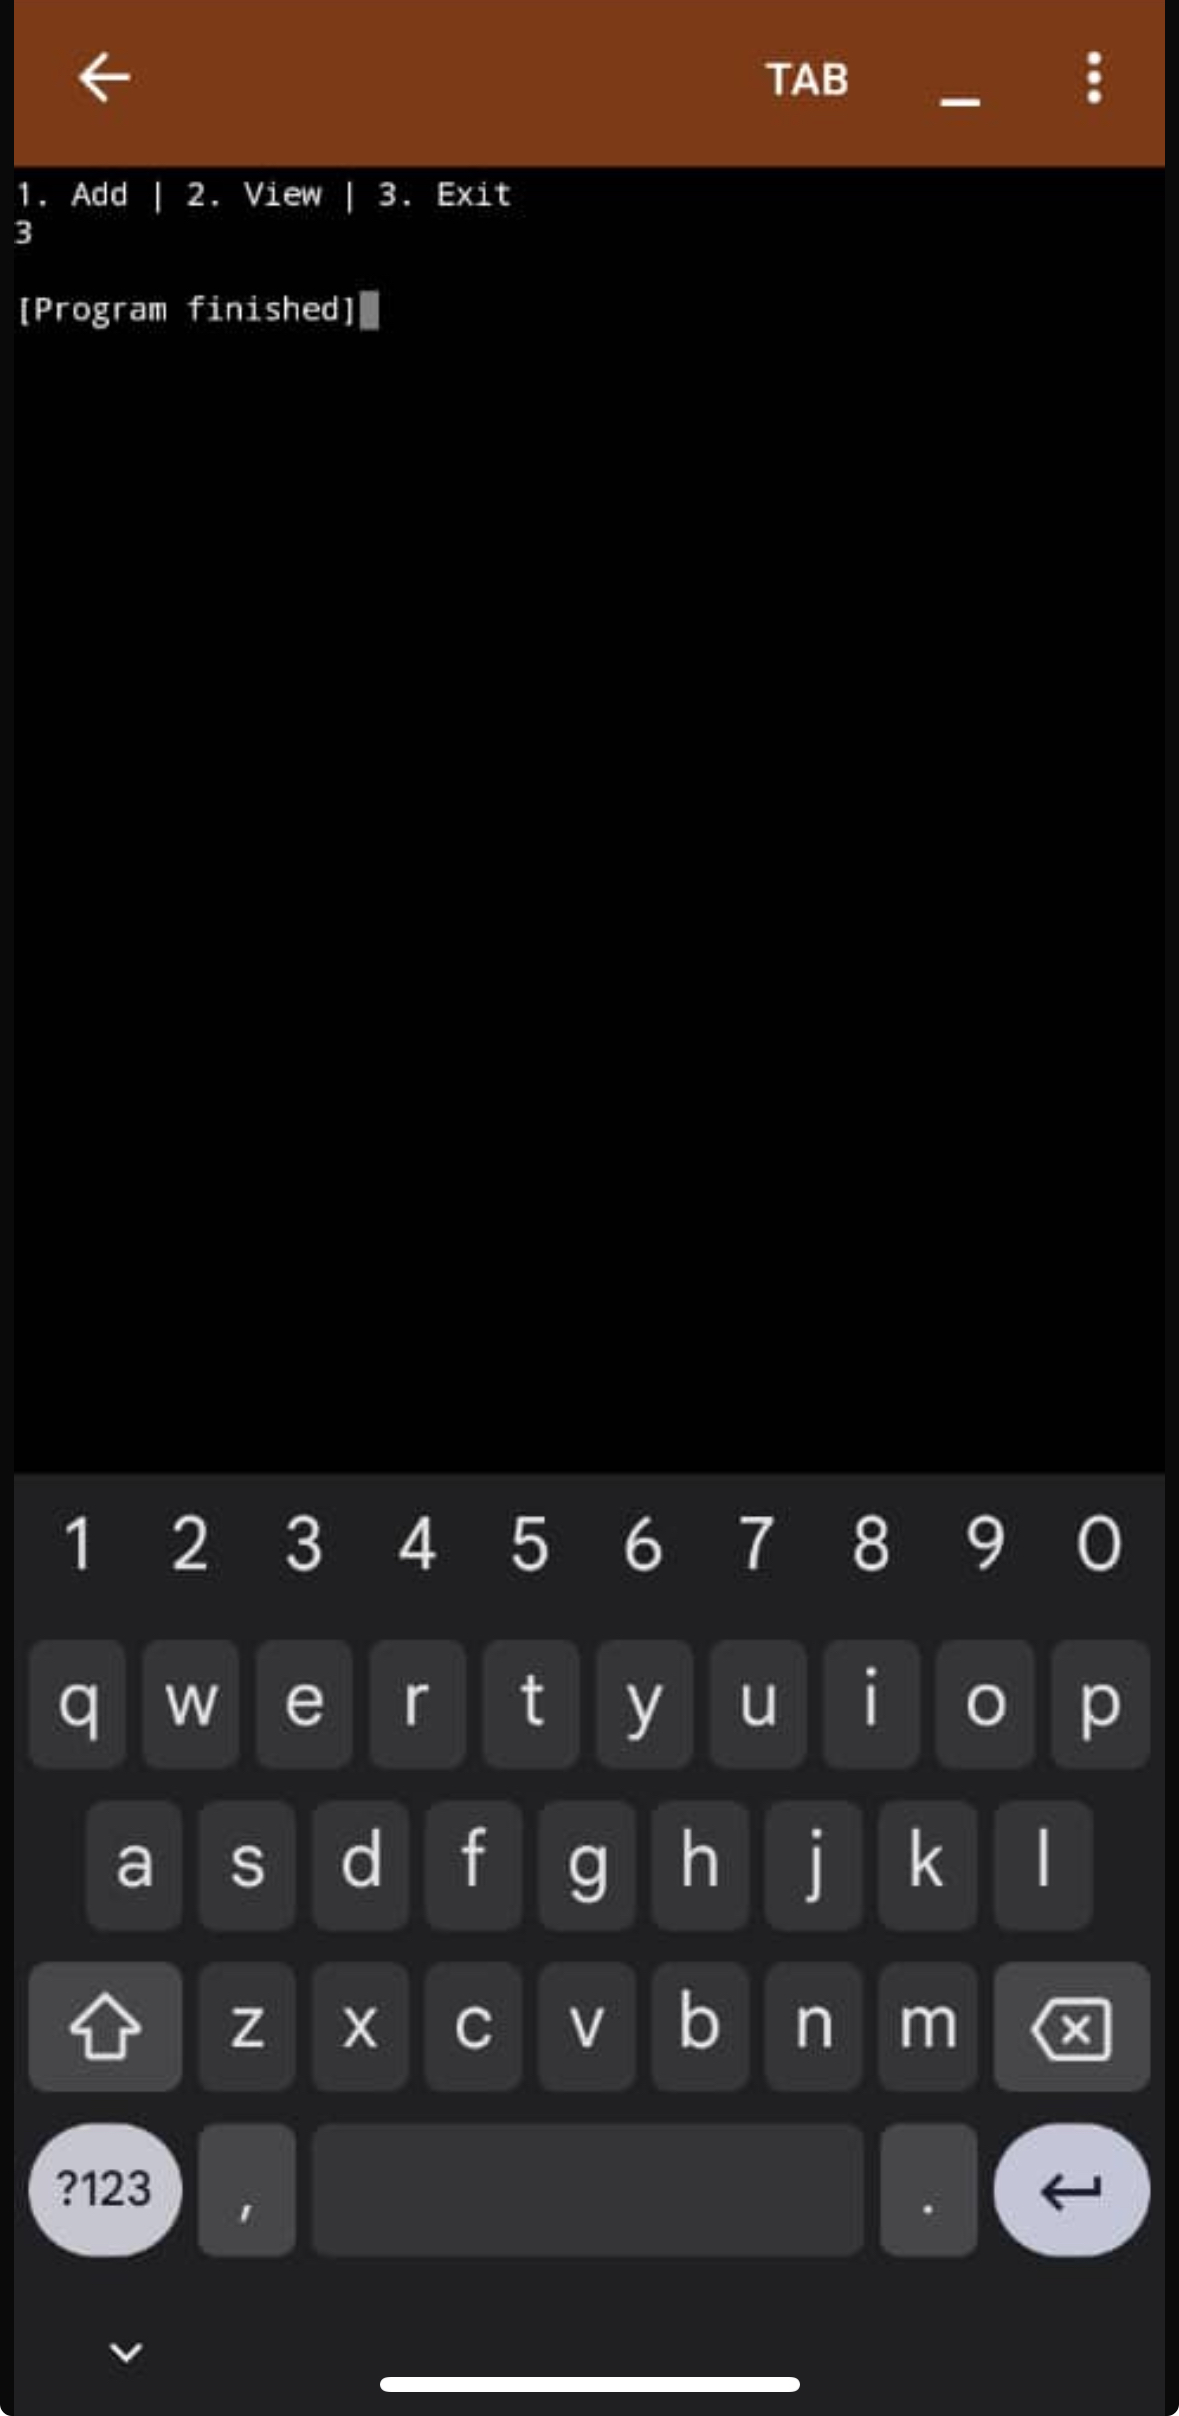 TAB _
1. Add | 2. View | 3. Exit
3
[Program finished]
1 2 3 4 5 6 7 8 9 0
q w e r t y u i o p
a s d f g h j k l
z x c v b n m
?123 , .